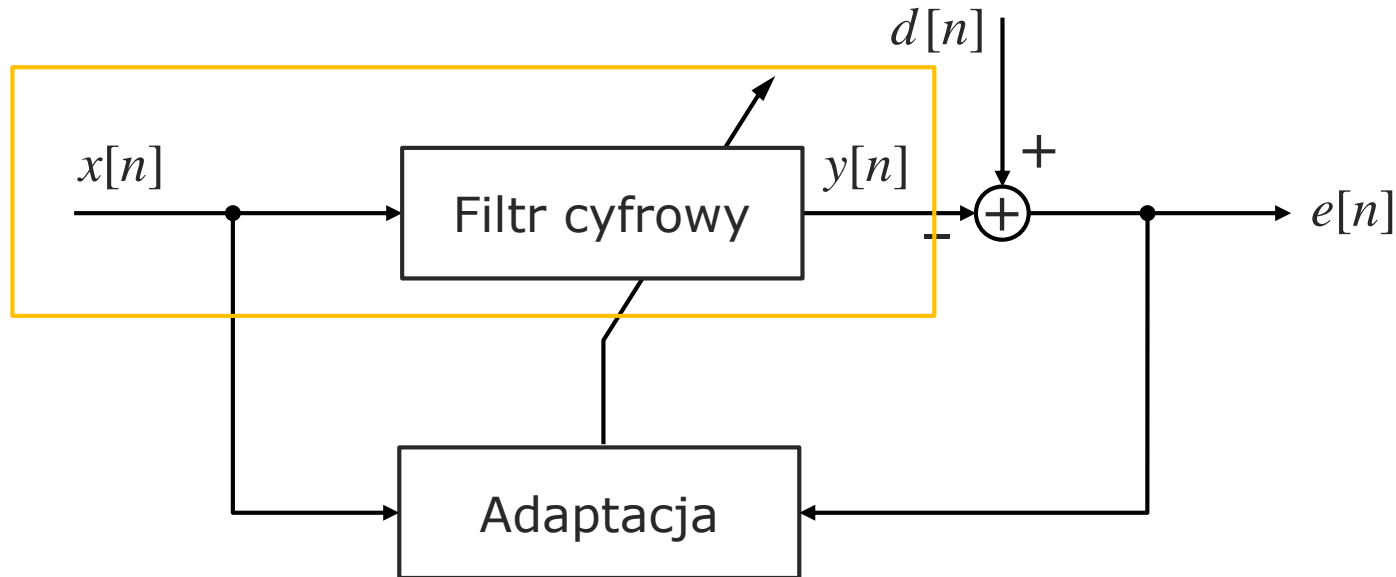 d[n]
+
x[n]
Filtr cyfrowy
y[n]
-
+
e[n]
Adaptacja